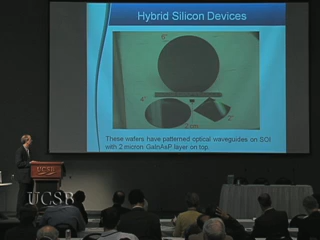 Hybrid Silicon Devices
These wafers have patterned optical waveguides on SOI
with 2 micron GaInAsP layer on top.
UCSB
UCSB